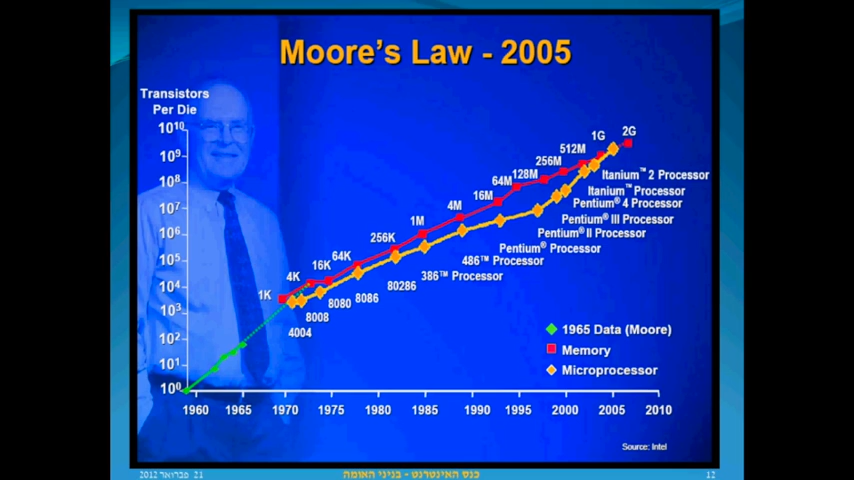 Moore's Law - 2005
Transistors
Per Die
10¹⁰
10⁹
10⁸
10⁷
10⁶
10⁵
10⁴
10³
10²
10¹
10⁰
1960 1965 1970 1975 1980 1985 1990 1995 2000 2005 2010
1K
4K
16K
64K
256K
1M
4M
16M
64M
128M
256M
512M
1G
2G
4004
8008
8080
8086
80286
386™ Processor
486™ Processor
Pentium® Processor
Pentium® II Processor
Pentium® III Processor
Pentium® 4 Processor
Itanium™ Processor
Itanium™ 2 Processor
1965 Data (Moore)
Memory
Microprocessor
Source: Intel
21 פברואר 2012
כנס האינטרנט - בניני האומה
12